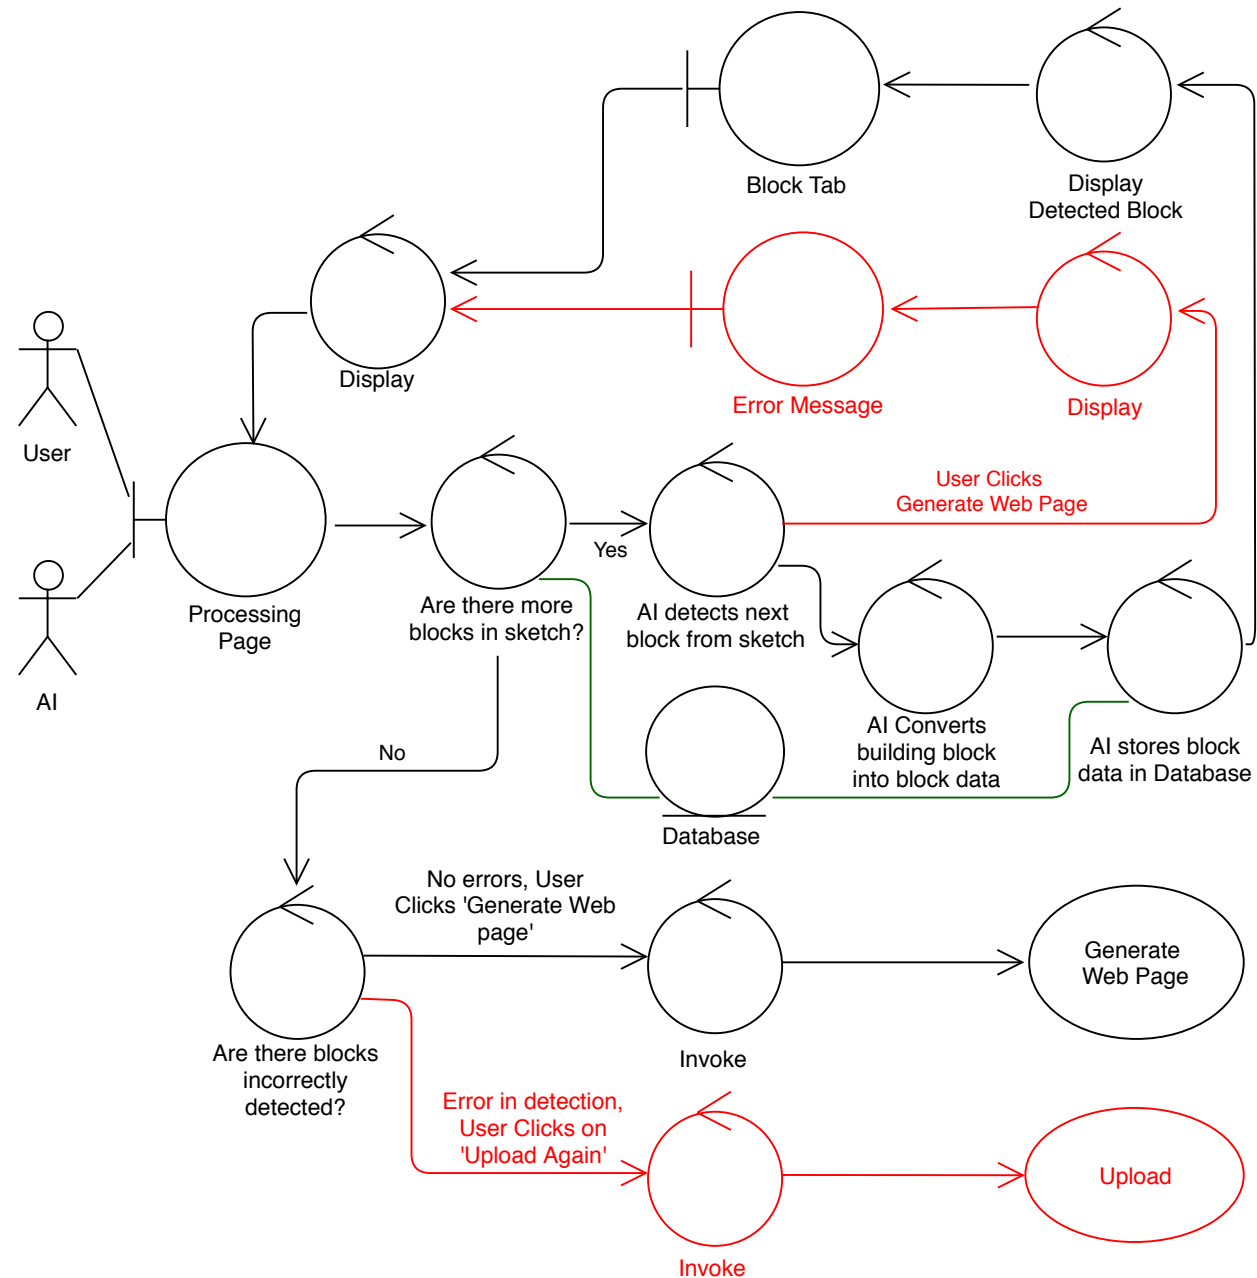 Block Tab
Display
Detected Block
Display
Error Message
Display
User
User Clicks
Generate Web Page
Yes
Processing
Page
Are there more
blocks in sketch?
AI detects next
block from sketch
AI
AI Converts
building block
into block data
AI stores block
data in Database
No
Database
No errors, User
Clicks 'Generate Web
page'
Generate
Web Page
Invoke
Are there blocks
incorrectly
detected?
Error in detection,
User Clicks on
'Upload Again'
Upload
Invoke